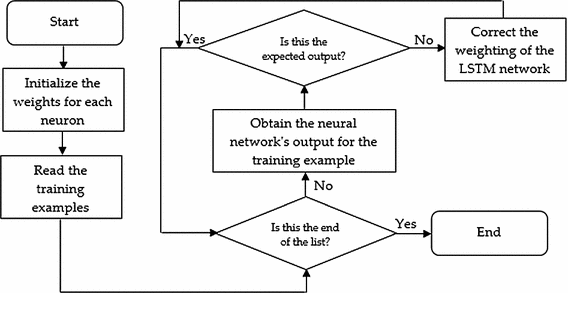 Start
Initialize the
weights for each
neuron
Read the
training
examples
Yes
Is this the
expected output?
No
Correct the
weighting of the
LSTM network
Obtain the neural
network's output for the
training example
No
Is this the end
of the list?
Yes
End